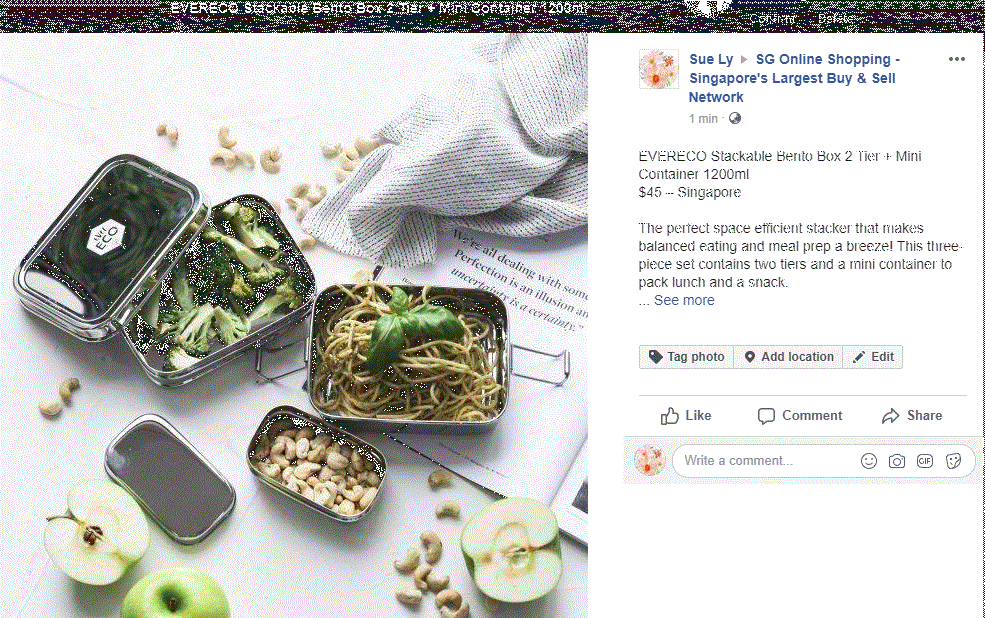 EVERECO Stackable Bento Box 2 Tier + Mini Container 1200ml
Confirm Delete
EVERECO
We're all dealing with some
Perfection is an illusion an
uncertainty is a certainty."
Sue Ly ▸ SG Online Shopping -
Singapore's Largest Buy & Sell
Network
1 min ·
EVERECO Stackable Bento Box 2 Tier + Mini
Container 1200ml
$45 – Singapore
The perfect space efficient stacker that makes
balanced eating and meal prep a breeze! This three-
piece set contains two tiers and a mini container to
pack lunch and a snack.
... See more
Tag photo Add location Edit
Like Comment Share
Write a comment...
GIF